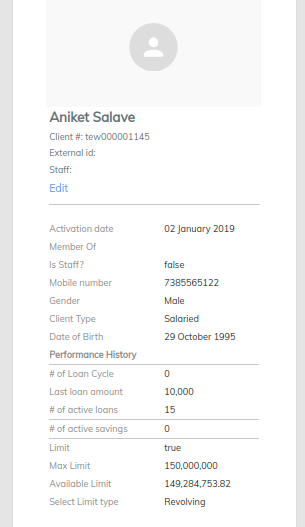 Aniket Salave
Client #: tew000001145
External id:
Staff:
Edit
Activation date 02 January 2019
Member Of
Is Staff? false
Mobile number 7385565122
Gender Male
Client Type Salaried
Date of Birth 29 October 1995
Performance History
# of Loan Cycle 0
Last loan amount 10,000
# of active loans 15
# of active savings 0
Limit true
Max Limit 150,000,000
Available Limit 149,284,753.82
Select Limit type Revolving